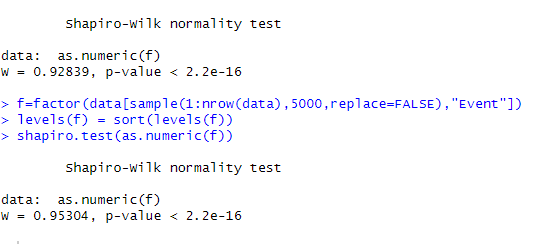 Shapiro-Wilk normality test
data:  as.numeric(f)
W = 0.92839, p-value < 2.2e-16
> f=factor(data[sample(1:nrow(data),5000,replace=FALSE),"Event"])
> levels(f) = sort(levels(f))
> shapiro.test(as.numeric(f))
Shapiro-Wilk normality test
data:  as.numeric(f)
W = 0.95304, p-value < 2.2e-16